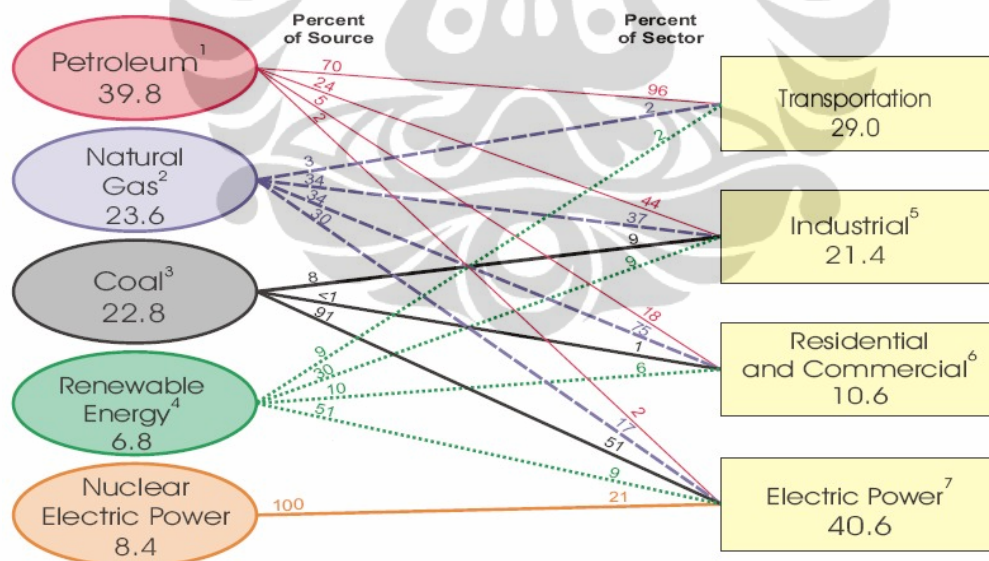 Percent
of Source
Percent
of Sector
Petroleum1
39.8
Natural
Gas2
23.6
Coal3
22.8
Renewable
Energy4
6.8
Nuclear
Electric Power
8.4
70
24
5
2
3
34
34
30
8
<1
91
9
30
10
51
100
96
2
2
44
37
9
9
18
75
1
6
2
17
51
9
21
Transportation
29.0
Industrial5
21.4
Residential
and Commercial6
10.6
Electric Power7
40.6